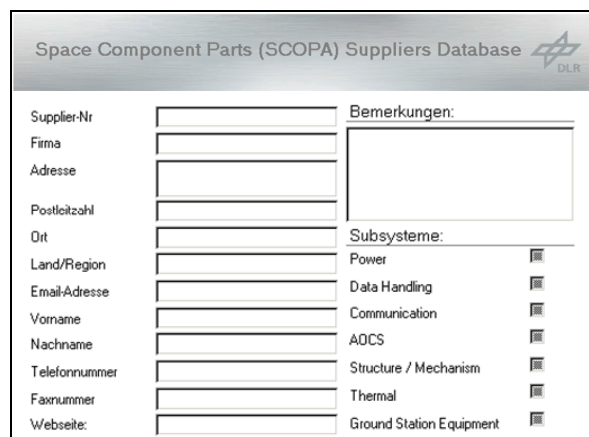 Space Component Parts (SCOPA) Suppliers Database
DLR
Supplier-Nr
Firma
Adresse
Postleitzahl
Ort
Land/Region
Email-Adresse
Vorname
Nachname
Telefonnummer
Faxnummer
Webseite:
Bemerkungen:
Subsysteme:
Power
Data Handling
Communication
AOCS
Structure / Mechanism
Thermal
Ground Station Equipment